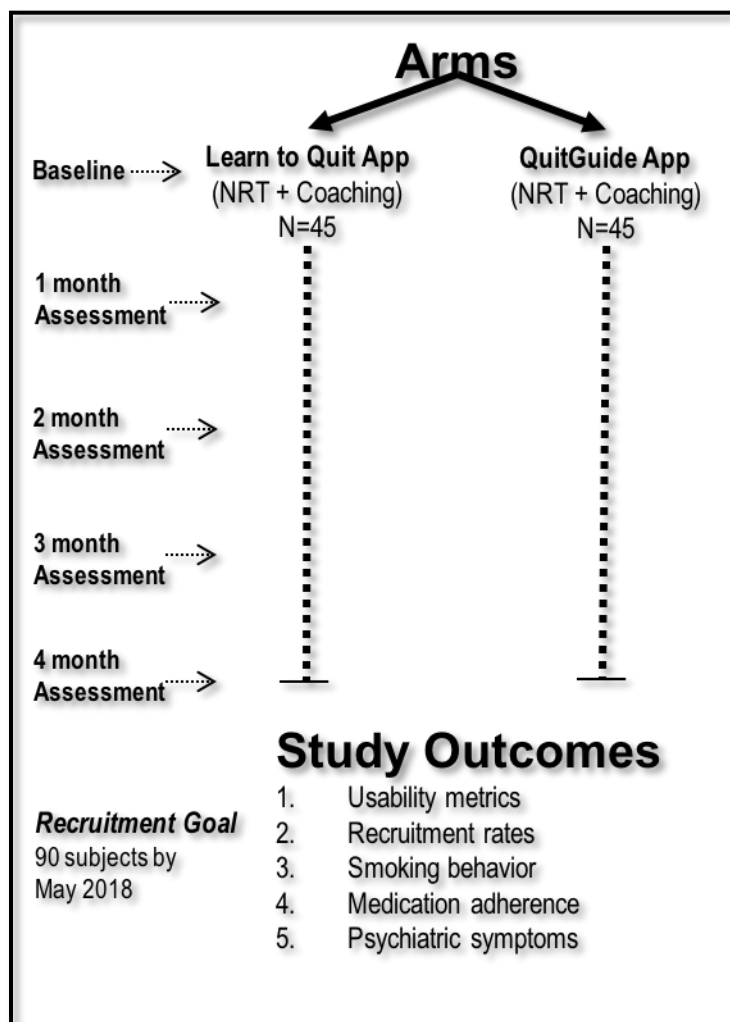 Arms
Baseline
Learn to Quit App
(NRT + Coaching)
N=45
QuitGuide App
(NRT + Coaching)
N=45
1 month
Assessment
2 month
Assessment
3 month
Assessment
4 month
Assessment
Study Outcomes
1. Usability metrics
2. Recruitment rates
3. Smoking behavior
4. Medication adherence
5. Psychiatric symptoms
Recruitment Goal
90 subjects by
May 2018